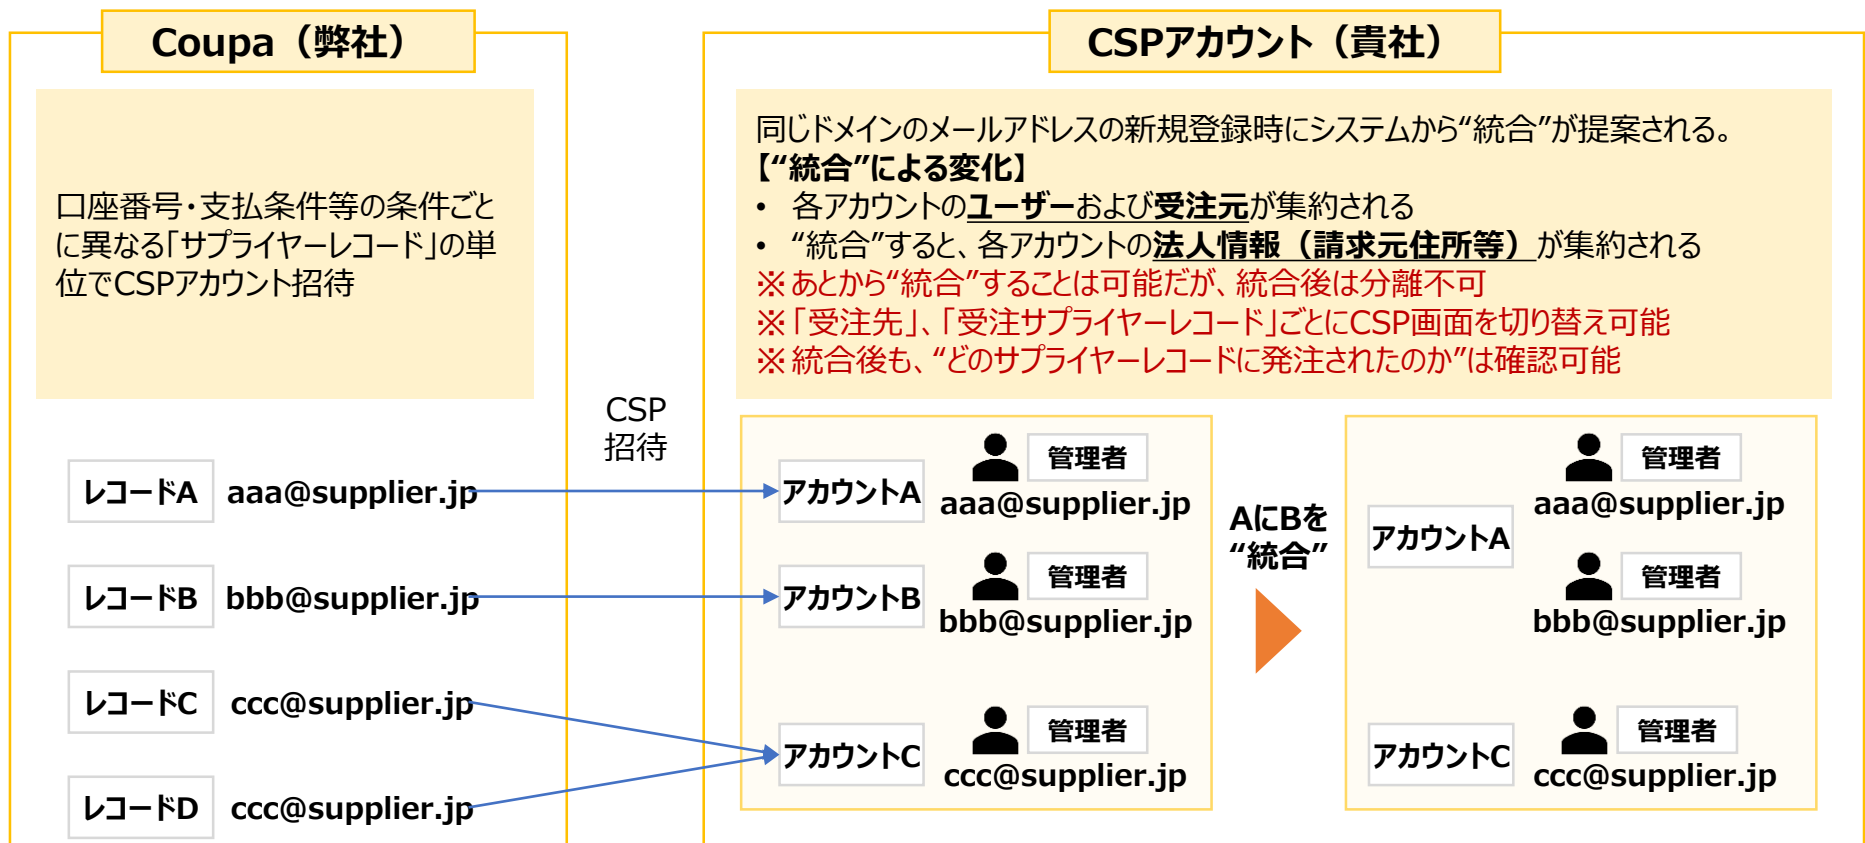 Coupa（弊社）
口座番号・支払条件等の条件ごと
に異なる「サプライヤーレコード」の単
位でCSPアカウント招待
レコードA aaa@supplier.jp
レコードB bbb@supplier.jp
レコードC ccc@supplier.jp
レコードD ccc@supplier.jp
CSP
招待
CSPアカウント（貴社）
同じドメインのメールアドレスの新規登録時にシステムから“統合”が提案される。
【“統合”による変化】
• 各アカウントのユーザーおよび受注元が集約される
• “統合”すると、各アカウントの法人情報（請求元住所等）が集約される
※あとから“統合”することは可能だが、統合後は分離不可
※「受注先」、「受注サプライヤーレコード」ごとにCSP画面を切り替え可能
※統合後も、“どのサプライヤーレコードに発注されたのか”は確認可能
アカウントA
管理者
aaa@supplier.jp
アカウントB
管理者
bbb@supplier.jp
アカウントC
管理者
ccc@supplier.jp
AにBを
“統合”
アカウントA
管理者
aaa@supplier.jp
管理者
bbb@supplier.jp
アカウントC
管理者
ccc@supplier.jp